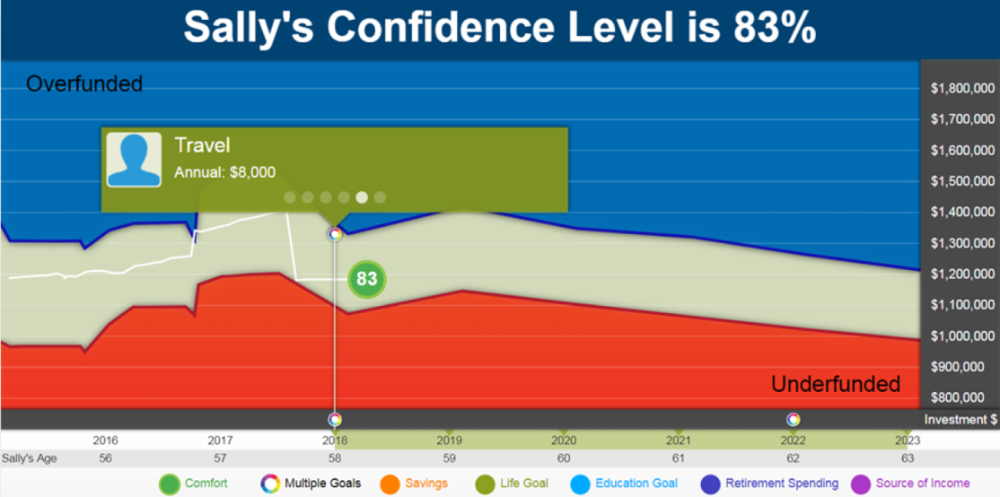 Sally's Confidence Level is 83%
Overfunded
$1,800,000
$1,700,000
Travel
$1,600,000
Annual: $8,000
$1,500,000
$1,400,000
$1,300,000
83
$1,200,000
$1,100,000
$1,000,000
$900,000
Underfunded
$800,000
Investment $
2016 2017 2018 2019 2020 2021 2022 2023
Sally's Age 56 57 58 59 60 61 62 63
Comfort Multiple Goals Savings Life Goal Education Goal Retirement Spending Source of Income